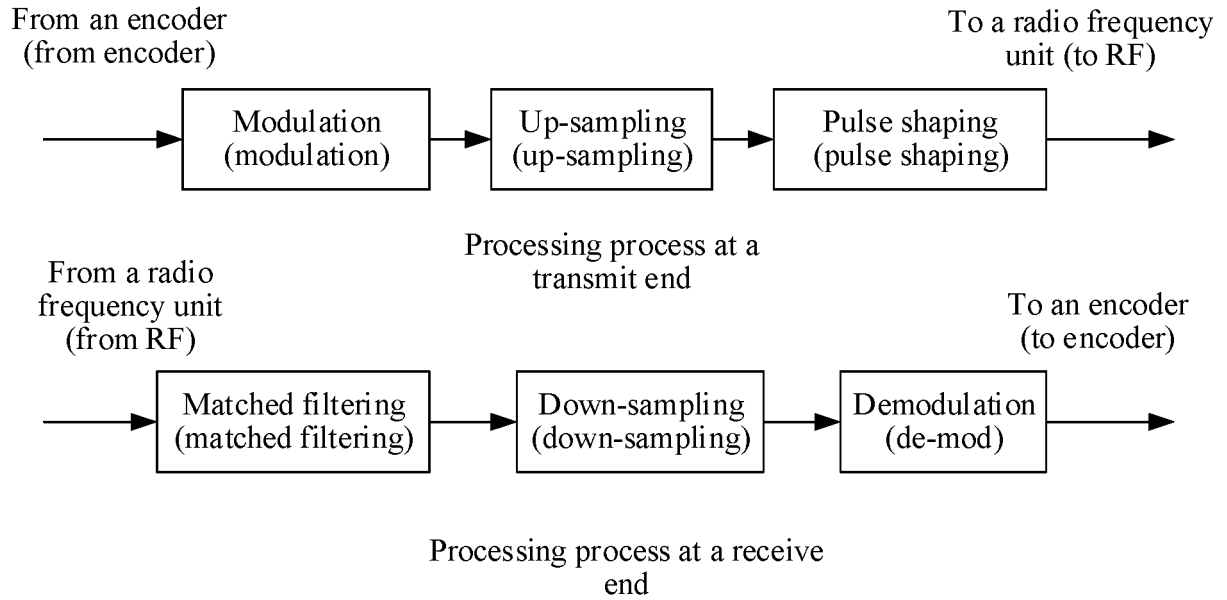 From an encoder
(from encoder)
To a radio frequency
unit (to RF)
Modulation
(modulation)
Up-sampling
(up-sampling)
Pulse shaping
(pulse shaping)
Processing process at a
transmit end
From a radio
frequency unit
(from RF)
To an encoder
(to encoder)
Matched filtering
(matched filtering)
Down-sampling
(down-sampling)
Demodulation
(de-mod)
Processing process at a receive
end